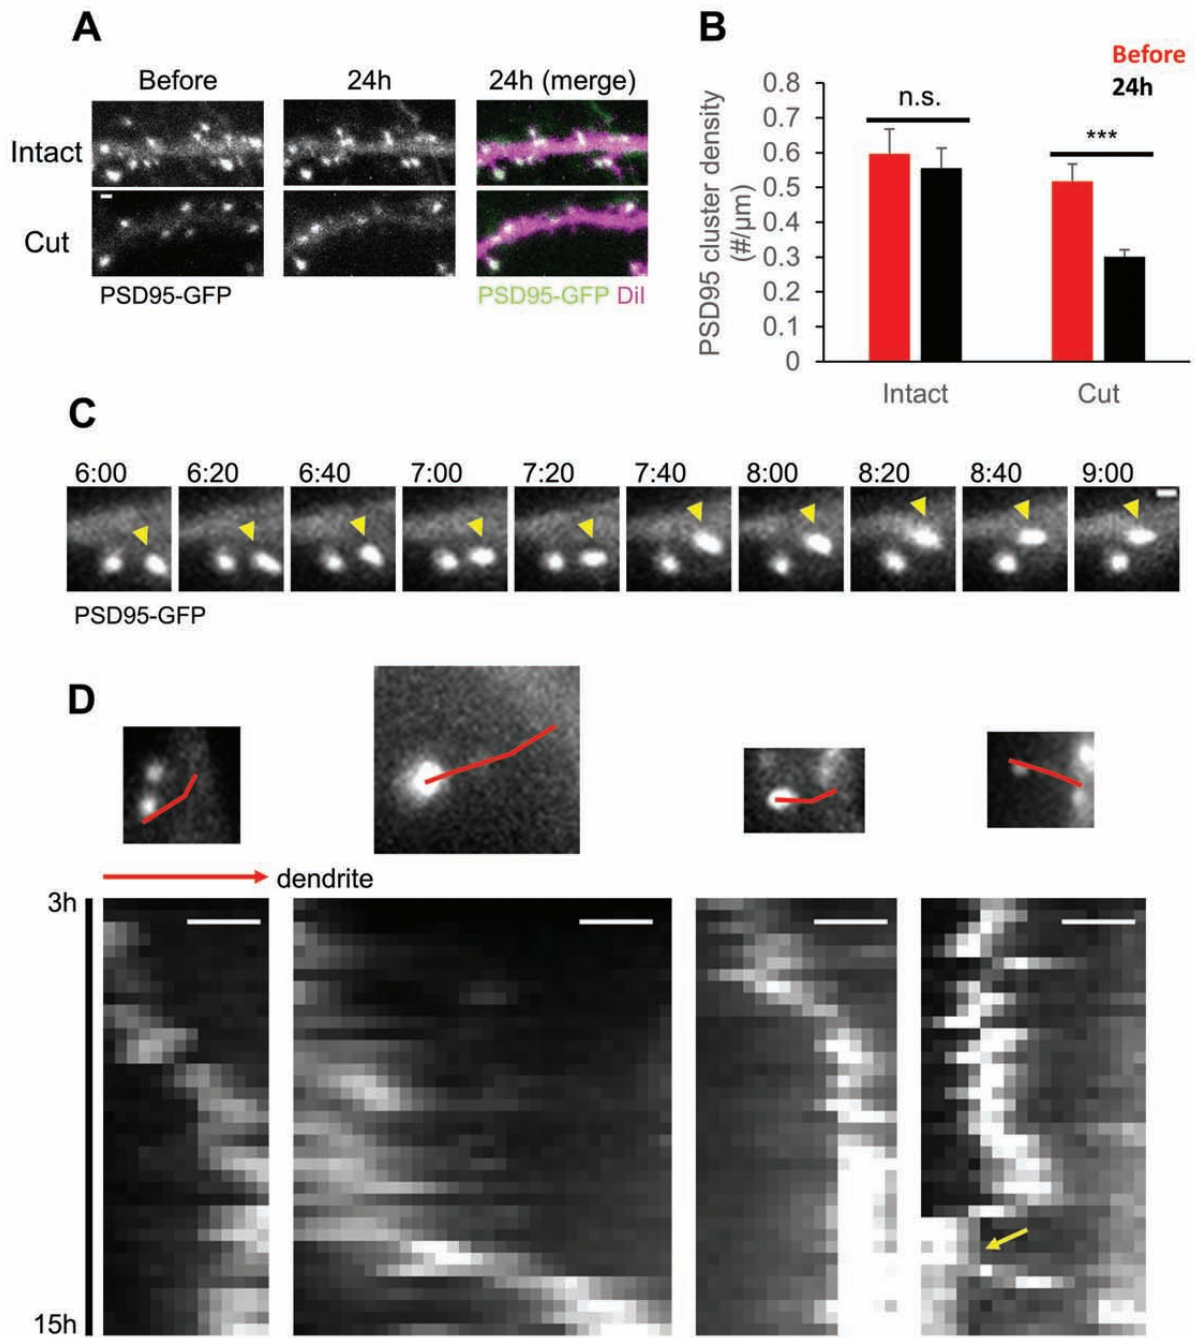 A
Before
24h
24h (merge)
Intact
Cut
PSD95-GFP
PSD95-GFP DiI
B
Before
24h
PSD95 cluster density
(#/µm)
0.8
0.7
0.6
0.5
0.4
0.3
0.2
0.1
0
n.s.
***
Intact
Cut
C
6:00
6:20
6:40
7:00
7:20
7:40
8:00
8:20
8:40
9:00
PSD95-GFP
D
dendrite
3h
15h